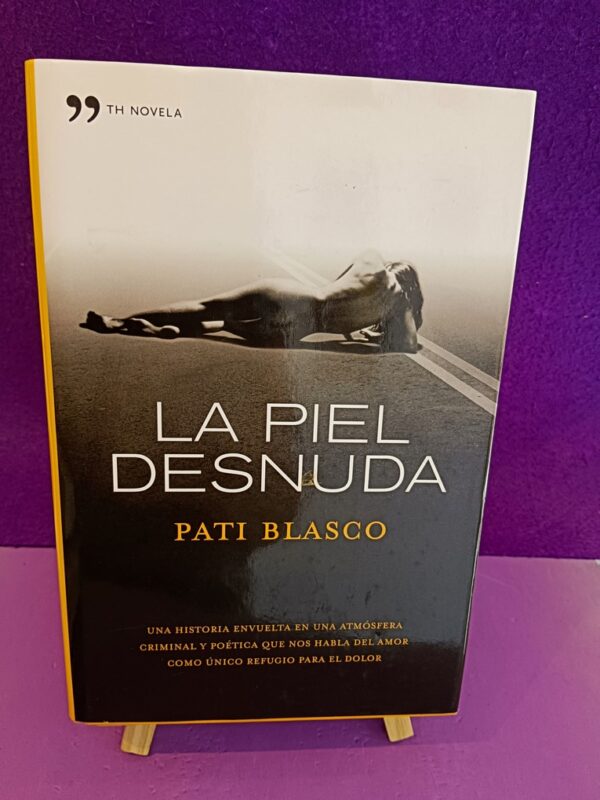 TH NOVELA
LA PIEL
DESNUDA
PATI BLASCO
UNA HISTORIA ENVUELTA EN UNA ATMÓSFERA
CRIMINAL Y POÉTICA QUE NOS HABLA DEL AMOR
COMO ÚNICO REFUGIO PARA EL DOLOR